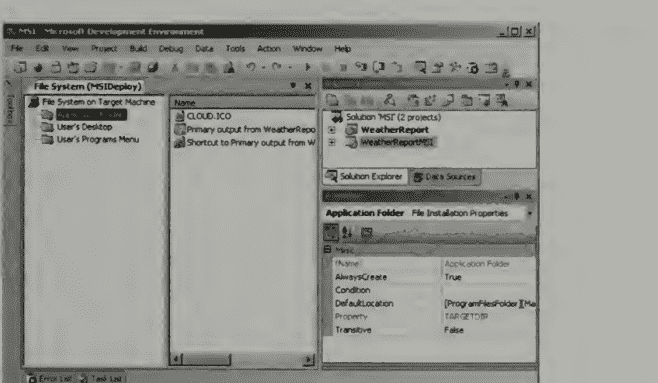 MSI - Microsoft Development Environment
File Edit View Project Build Debug Data Tools Action Window Help
File System (MSIDeploy)
File System on Target Machine
User's Desktop
User's Programs Menu
Name
CLOUD.ICO
Primary output from WeatherRepo
Shortcut to Primary output from W
Toolbox
Solution 'MSI' (2 projects)
WeatherReport
WeatherReportMSI
Solution Explorer Data Sources
Application Folder File Installation Properties
Misc
(Name) Application Folder
AlwaysCreate True
Condition
DefaultLocation [ProgramFilesFolder][Ma
Property TARGETDIR
Transitive False
Error List Task List